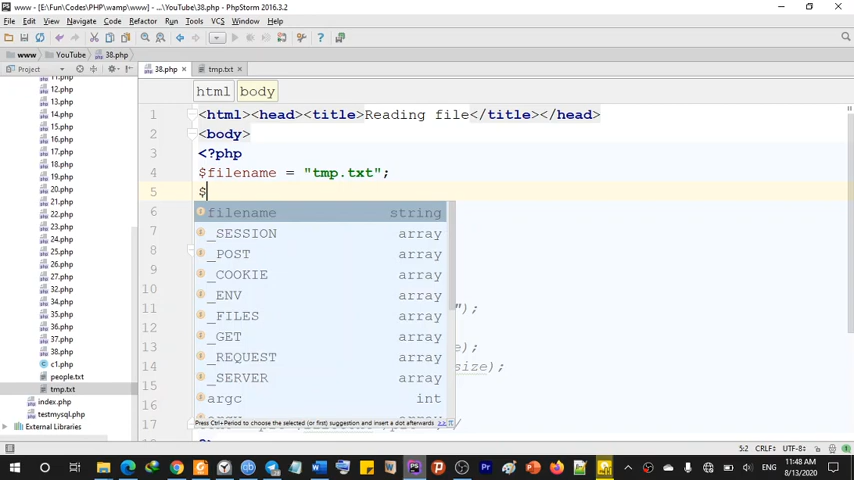 www - [E:\Fun\Codes\PHP\wamp\www] - ...\YouTube\38.php - PhpStorm 2016.3.2
File Edit View Navigate Code Refactor Run Tools VCS Window Help
www YouTube 38.php
Project 38.php tmp.txt
html body
12.php
13.php
14.php
15.php
16.php
17.php
18.php
19.php
20.php
21.php
22.php
23.php
24.php
25.php
26.php
32.php
34.php
35.php
36.php
37.php
38.php
c1.php
people.txt
tmp.txt
index.php
testmysql.php
External Libraries
1 <html><head><title>Reading file</title></head>
2 <body>
3 <?php
4 $filename = "tmp.txt";
5 $
6 filename string
7 _SESSION array
8 _POST array
9 _COOKIE array
10 _ENV array
11 _FILES array ");
12 _GET array
13 _REQUEST array e);
14 _SERVER array size);
15 argc int
16
17
Press Ctrl+Period to choose the selected (or first) suggestion and insert a dot afterwards >>
5:2 CRLF UTF-8
ENG 11:48 AM
8/13/2020